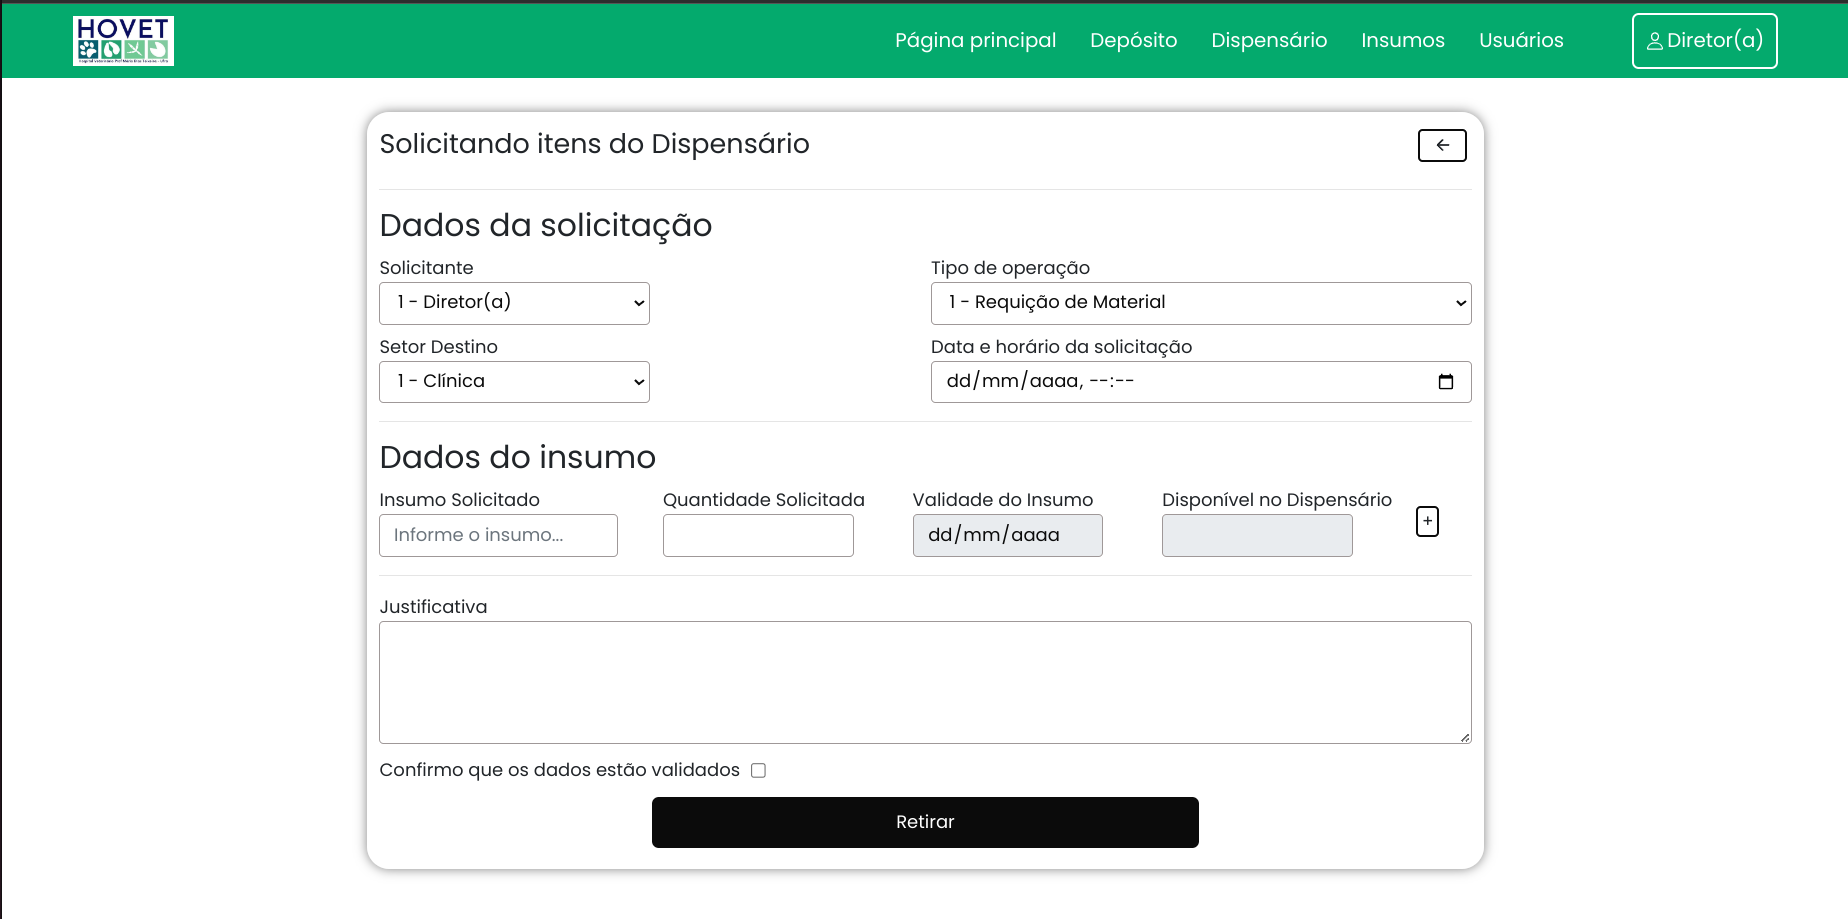 HOVET
Página principal Depósito Dispensário Insumos Usuários Diretor(a)
Solicitando itens do Dispensário
Dados da solicitação
Solicitante Tipo de operação
1 - Diretor(a) 1 - Requição de Material
Setor Destino Data e horário da solicitação
1 - Clínica dd/mm/aaaa, --:--
Dados do insumo
Insumo Solicitado Quantidade Solicitada Validade do Insumo Disponível no Dispensário
Informe o insumo... dd/mm/aaaa +
Justificativa
Confirmo que os dados estão validados
Retirar